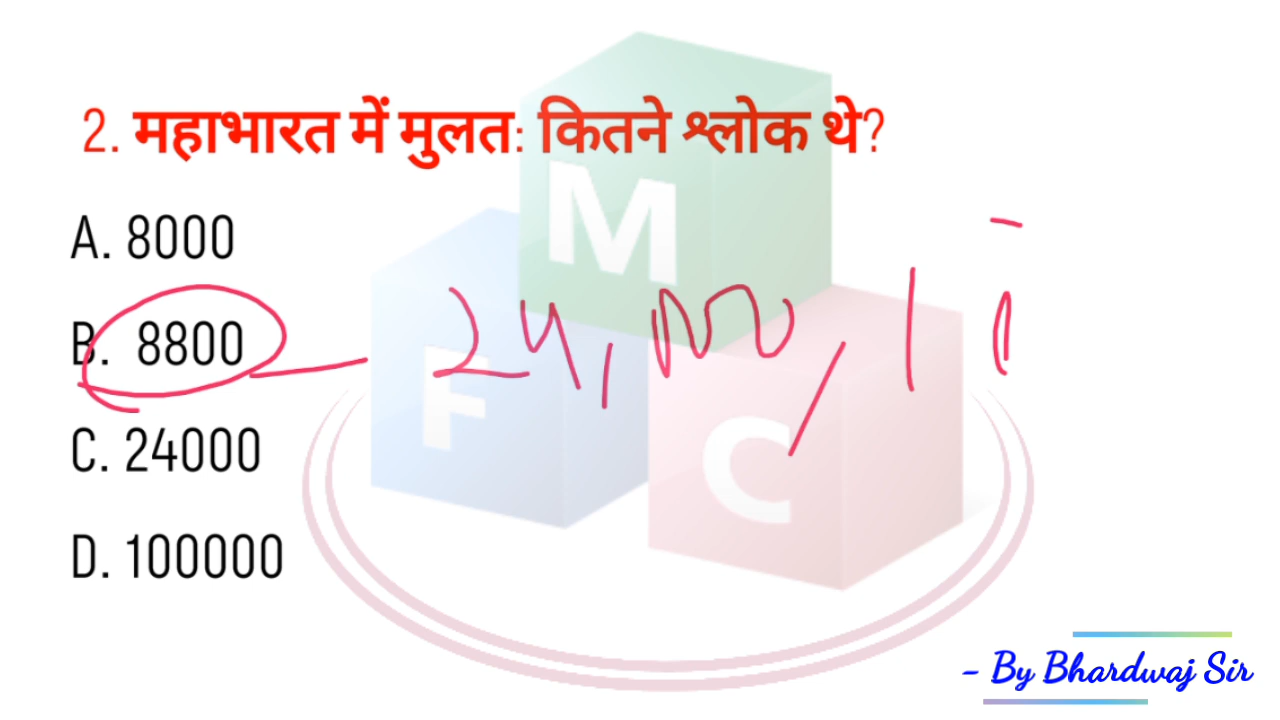 2. महाभारत में मुलत: कितने श्लोक थे?
A. 8000
B. 8800
24,000, 1
C. 24000
D. 100000
M
F
C
- By Bhardwaj Sir